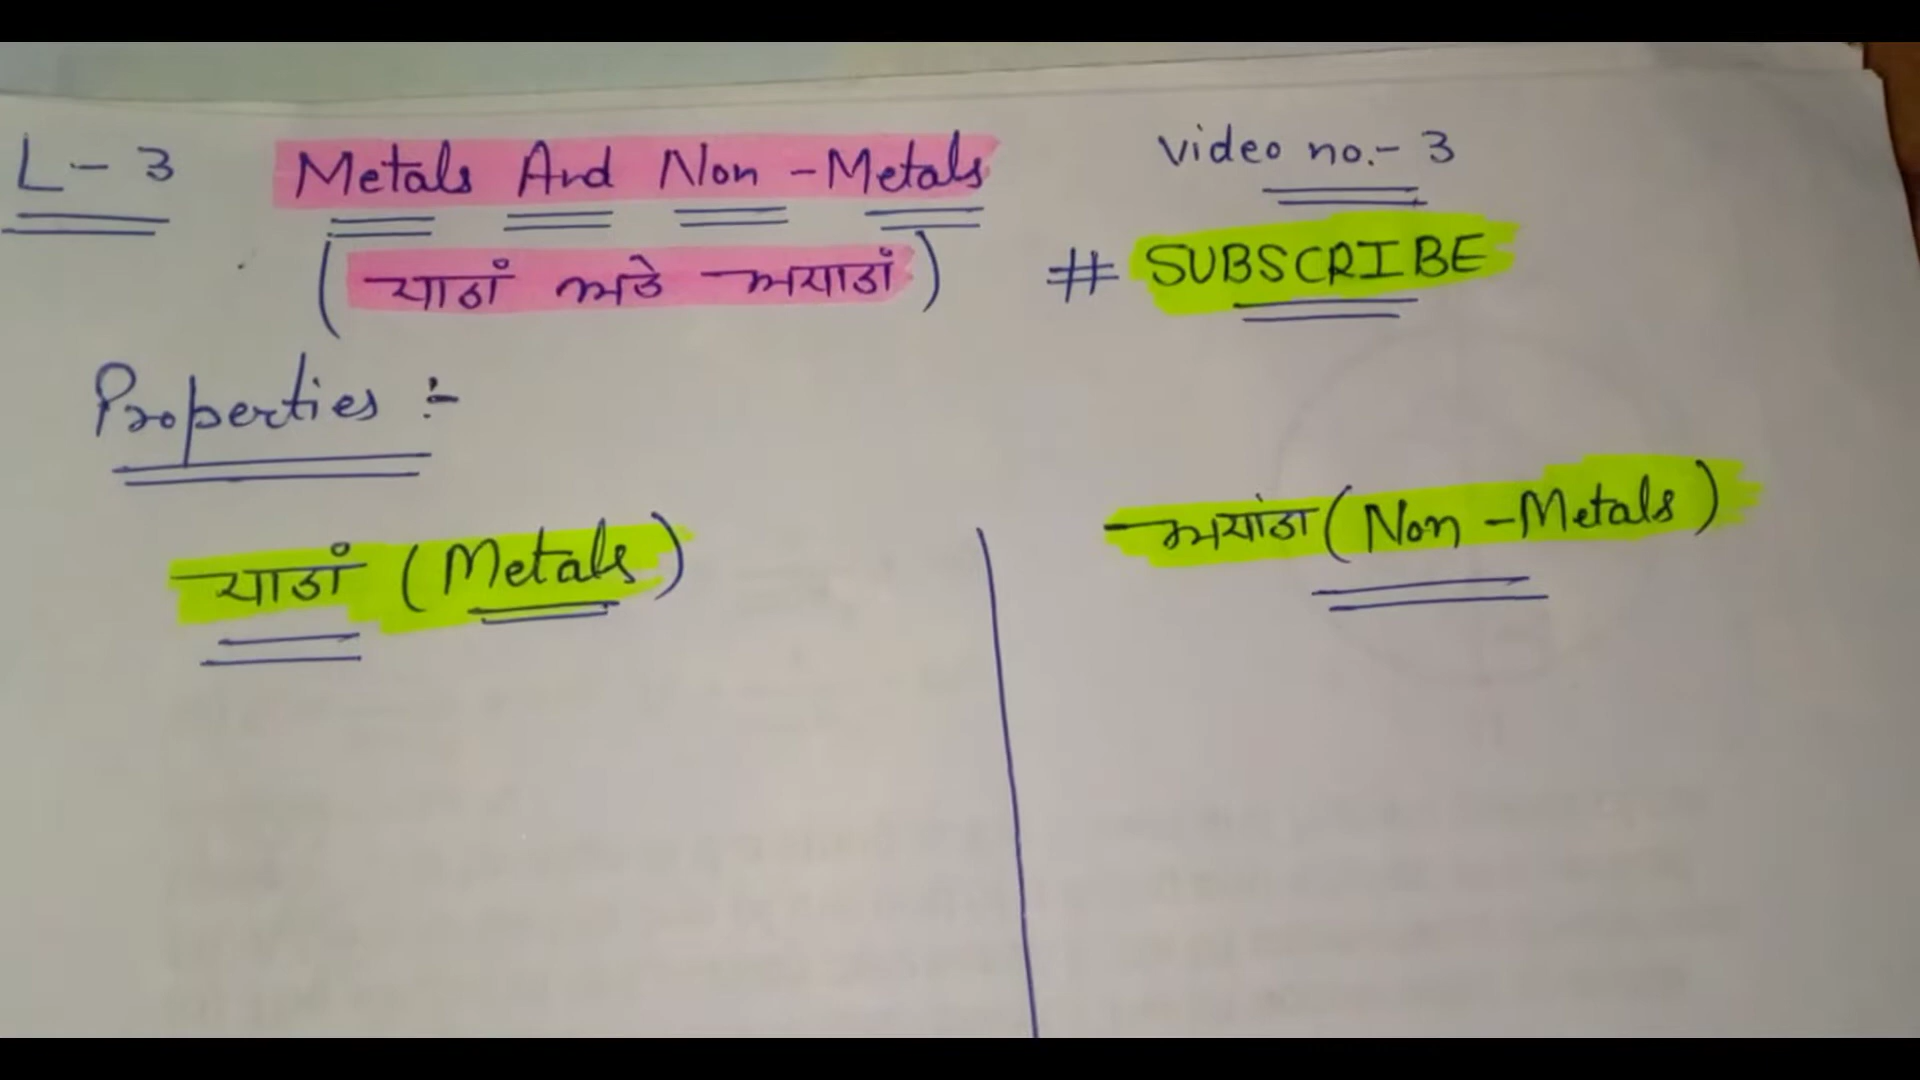 L - 3 Metals And Non - Metals Video no. - 3
(ਧਾਤਾਂ ਅਤੇ ਅਧਾਤਾਂ) # SUBSCRIBE
Properties :-
ਧਾਤਾਂ (Metals) ਅਧਾਤਾਂ (Non - Metals)